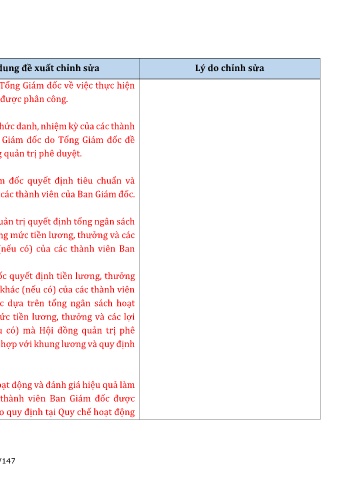 dung đề xuất chỉnh sửa
Lý do chỉnh sửa
Tổng Giám đốc về việc thực hiện
được phân công.
chức danh, nhiệm kỳ của các thành
Giám đốc do Tổng Giám đốc đề
quản trị phê duyệt.
đốc quyết định tiêu chuẩn và
các thành viên của Ban Giám đốc.
quản trị quyết định tổng ngân sách
mức tiền lương, thưởng và các
(nếu có) của các thành viên Ban
quyết định tiền lương, thưởng
khác (nếu có) của các thành viên
dựa trên tổng ngân sách hoạt
tiền lương, thưởng và các lợi
có) mà Hội đồng quản trị phê
hợp với khung lương và quy định
động và đánh giá hiệu quả làm
thành viên Ban Giám đốc được
quy định tại Quy chế hoạt động
/147